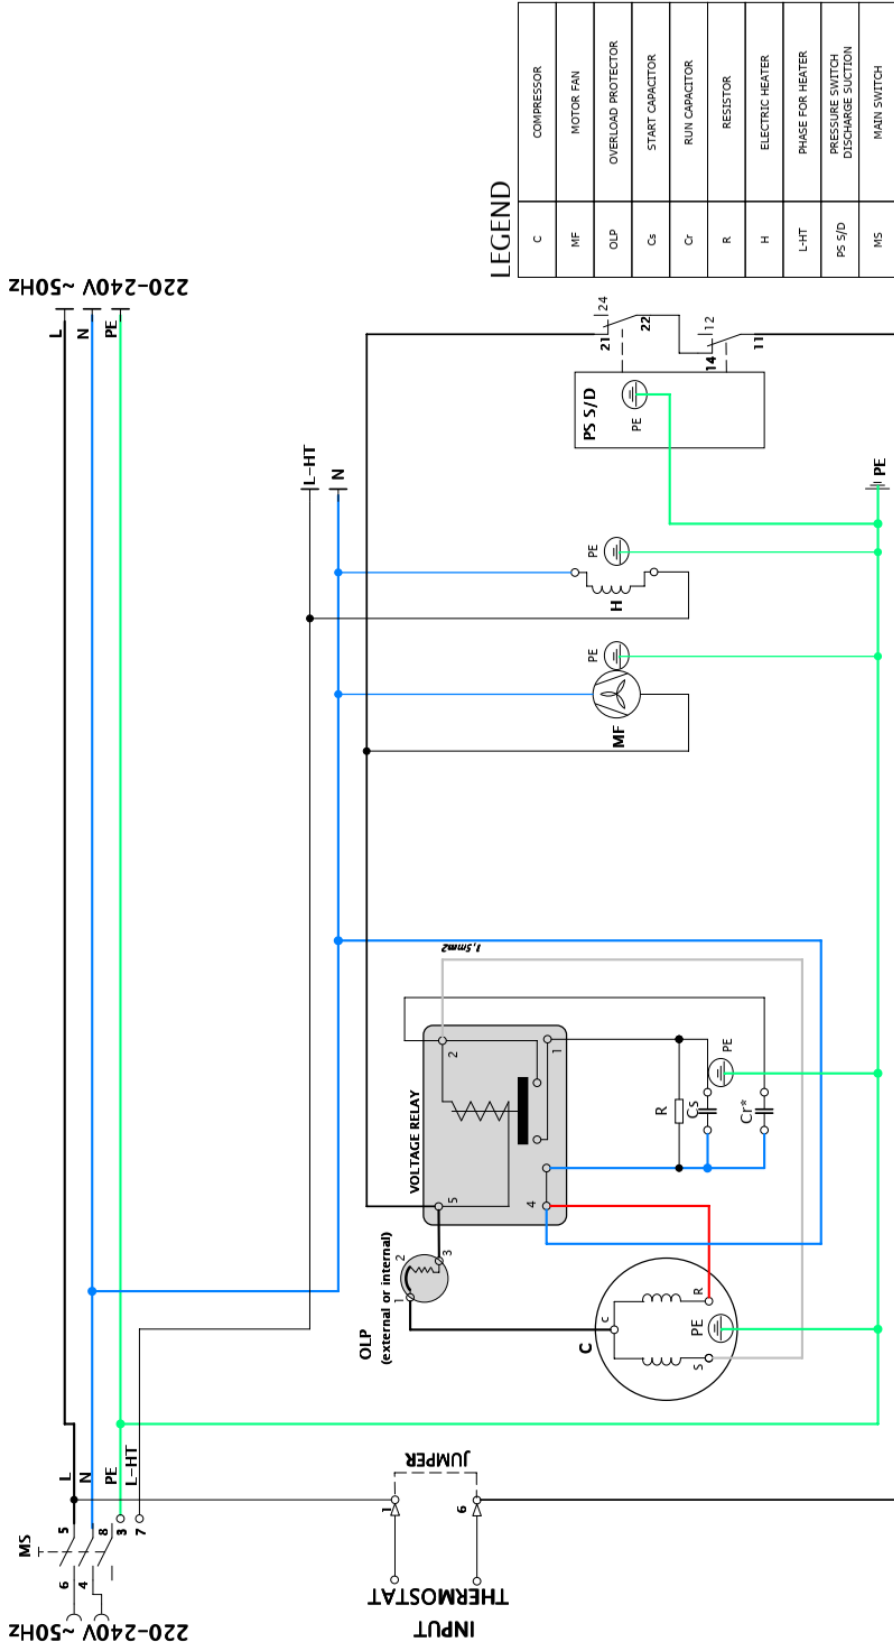 220-240V ~50Hz
MS
6
5
4
8
3
7
L
N
PE
L-HT
220-240V ~50Hz
L
N
PE
L-HT
N
INPUT
THERMOSTAT
1
JUMPER
6
OLP
(external or internal)
1
2
3
VOLTAGE RELAY
5
2
4
1
1,5mm2
C
c
S
R
PE
R
Cs
Cr*
PE
MF
PE
H
PE
PS S/D
PE
21
24
22
14
12
11
PE
LEGEND
C COMPRESSOR
MF MOTOR FAN
OLP OVERLOAD PROTECTOR
Cs START CAPACITOR
Cr RUN CAPACITOR
R RESISTOR
H ELECTRIC HEATER
L-HT PHASE FOR HEATER
PS S/D PRESSURE SWITCH
DISCHARGE SUCTION
MS MAIN SWITCH